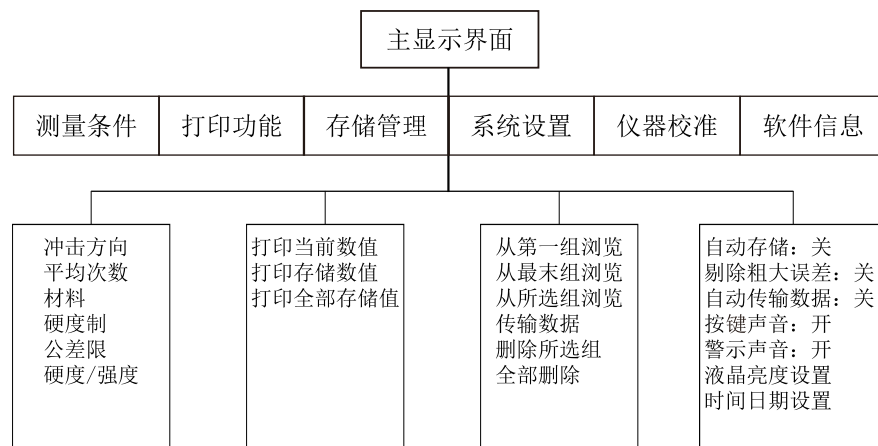 主显示界面
测量条件
打印功能
存储管理
系统设置
仪器校准
软件信息
冲击方向
平均次数
材料
硬度制
公差限
硬度/强度
打印当前数值
打印存储数值
打印全部存储值
从第一组浏览
从最末组浏览
从所选组浏览
传输数据
删除所选组
全部删除
自动存储：关
剔除粗大误差：关
自动传输数据：关
按键声音：开
警示声音：开
液晶亮度设置
时间日期设置